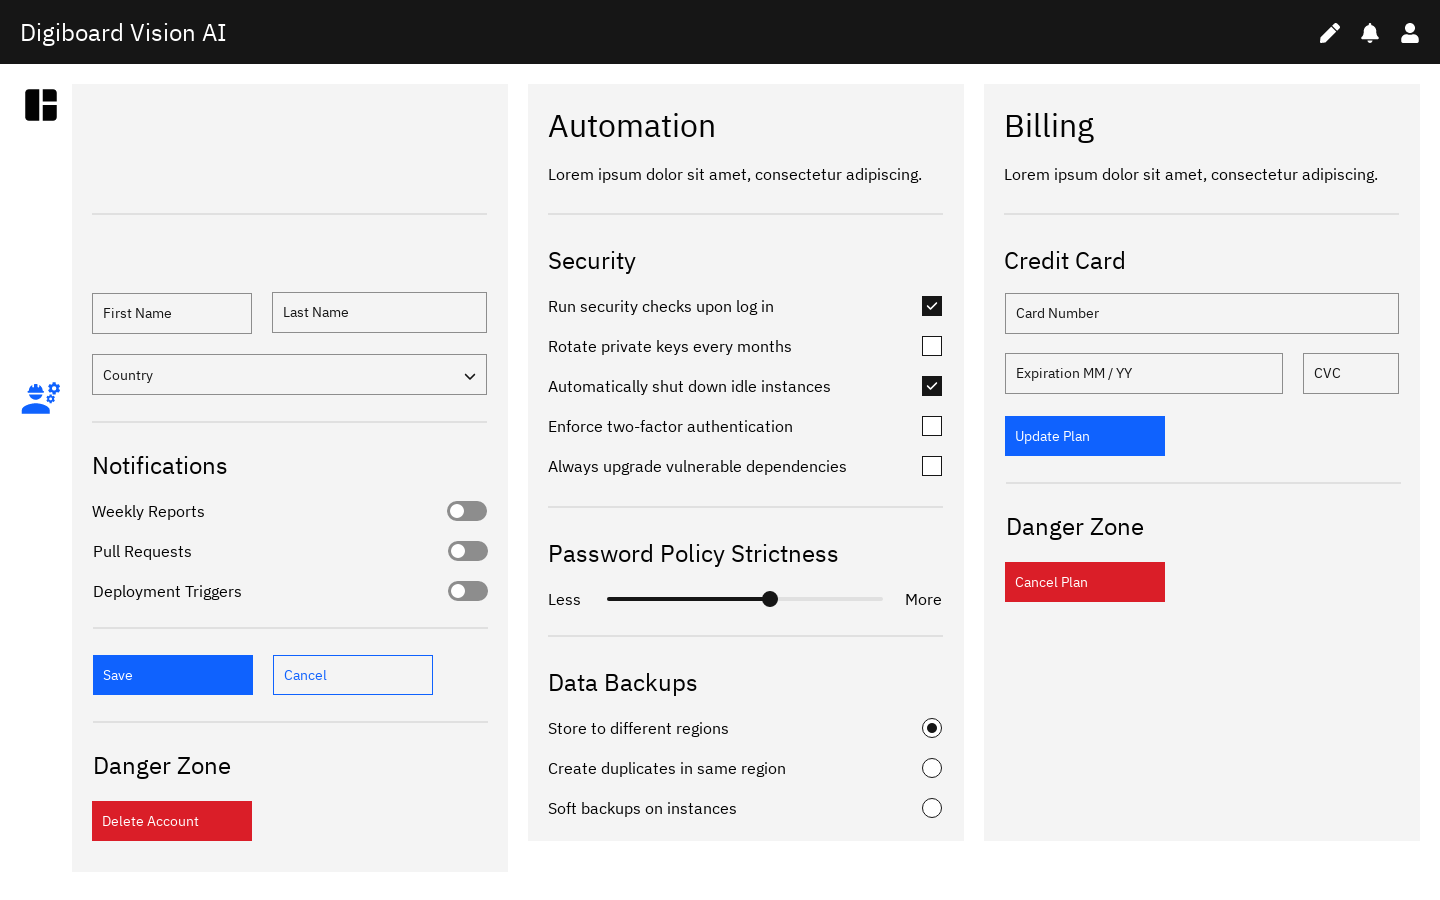 Digiboard Vision AI
First Name
Last Name
Country
Notifications
Weekly Reports
Pull Requests
Deployment Triggers
Save
Cancel
Danger Zone
Delete Account
Automation
Lorem ipsum dolor sit amet, consectetur adipiscing.
Security
Run security checks upon log in
Rotate private keys every months
Automatically shut down idle instances
Enforce two-factor authentication
Always upgrade vulnerable dependencies
Password Policy Strictness
Less
More
Data Backups
Store to different regions
Create duplicates in same region
Soft backups on instances
Billing
Lorem ipsum dolor sit amet, consectetur adipiscing.
Credit Card
Card Number
Expiration MM / YY
CVC
Update Plan
Danger Zone
Cancel Plan